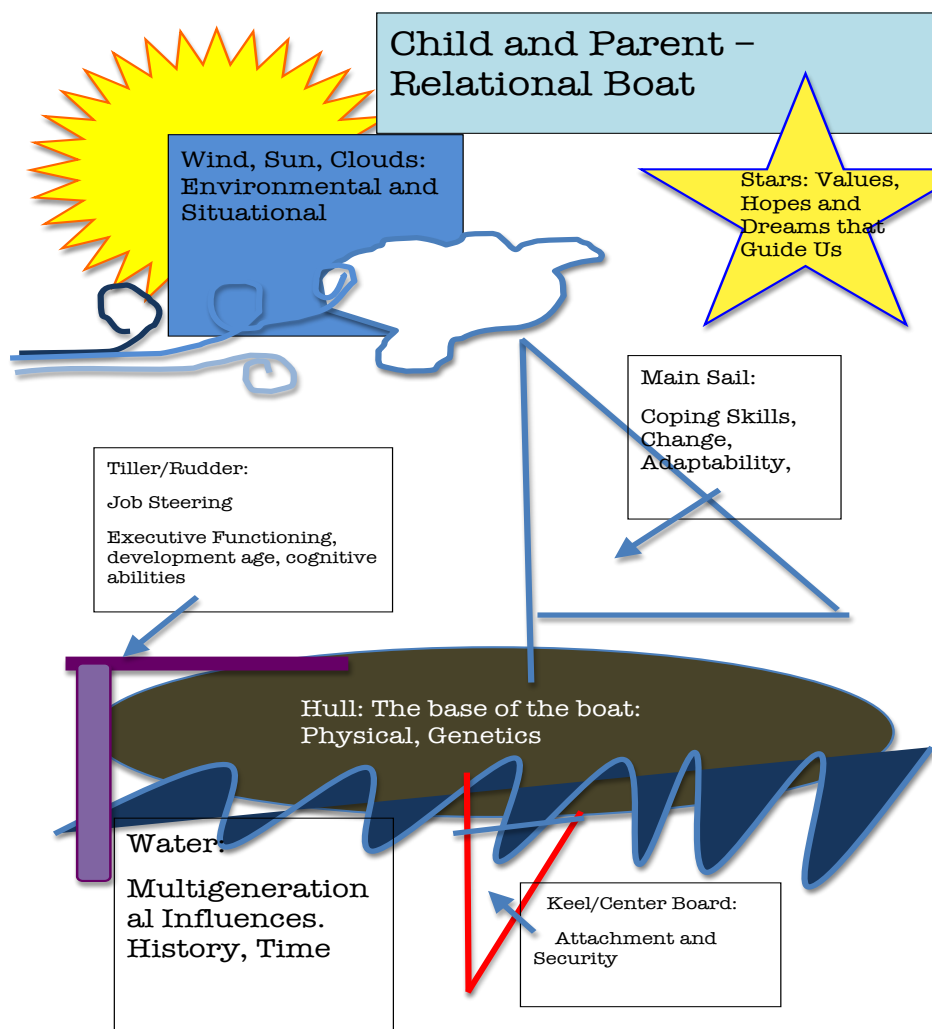 Child and Parent –
Relational Boat
Wind, Sun, Clouds:
Environmental and
Situational
Stars: Values,
Hopes and
Dreams that
Guide Us
Main Sail:
Coping Skills,
Change,
Adaptability,
Tiller/Rudder:
Job Steering
Executive Functioning,
development age, cognitive
abilities
Hull: The base of the boat:
Physical, Genetics
Water:
Multigeneration
al Influences.
History, Time
Keel/Center Board:
Attachment and
Security